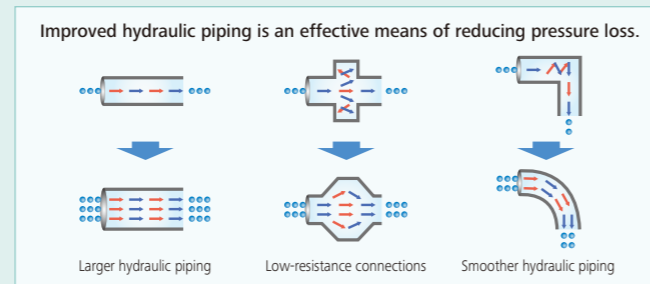 Improved hydraulic piping is an effective means of reducing pressure loss.
Larger hydraulic piping
Low-resistance connections
Smoother hydraulic piping